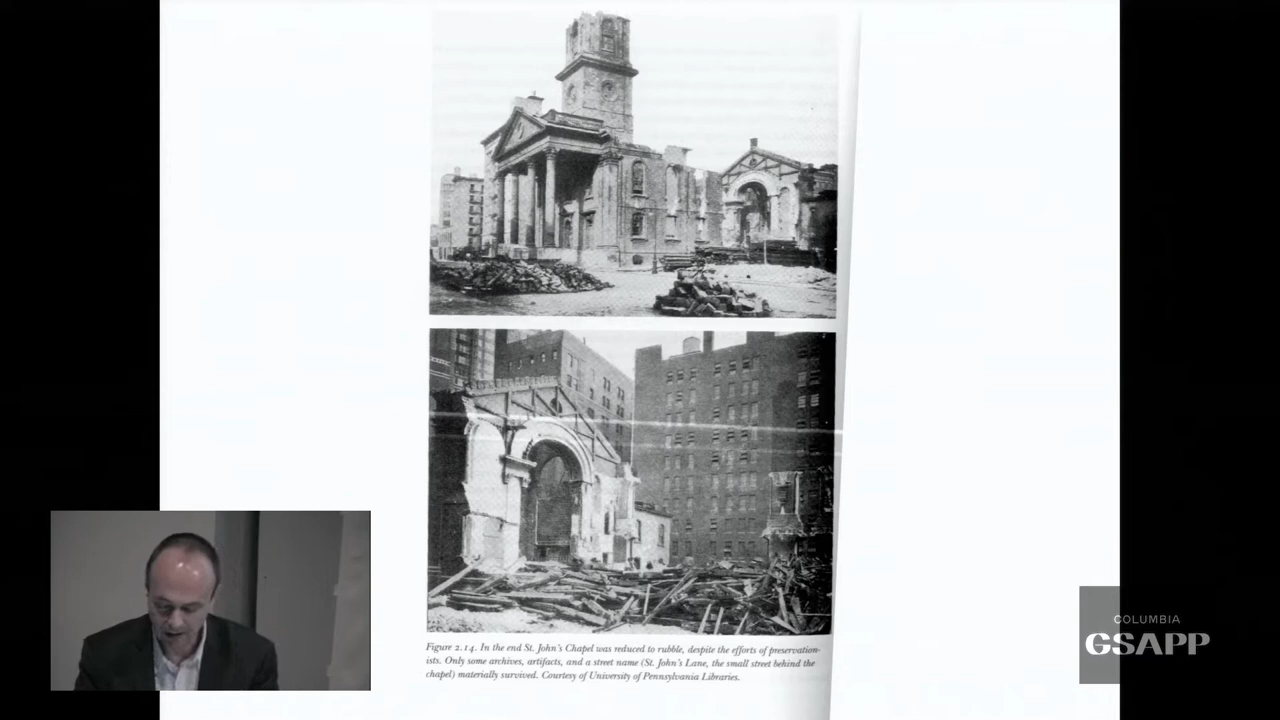 Figure 2.14. In the end St. John's Chapel was reduced to rubble, despite the efforts of preservation-
ists. Only some archives, artifacts, and a street name (St. John's Lane, the small street behind the
chapel) materially survived. Courtesy of University of Pennsylvania Libraries.
COLUMBIA
GSAPP